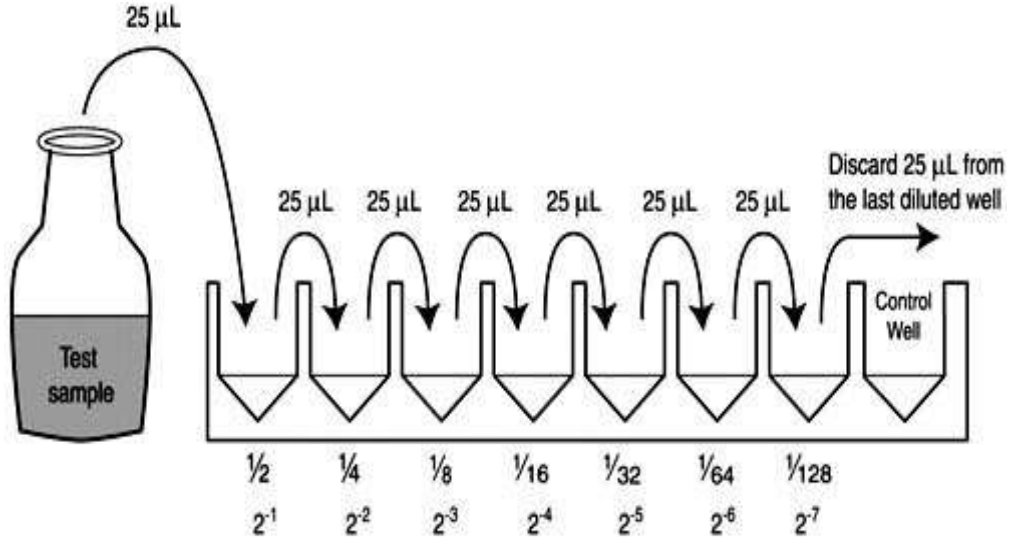 25 μL
Discard 25 μL from
the last diluted well
25 μL 25 μL 25 μL 25 μL 25 μL 25 μL
Control
Well
Test
sample
½ ¼ ⅛ 1/16 1/32 1/64 1/128
2⁻¹ 2⁻² 2⁻³ 2⁻⁴ 2⁻⁵ 2⁻⁶ 2⁻⁷